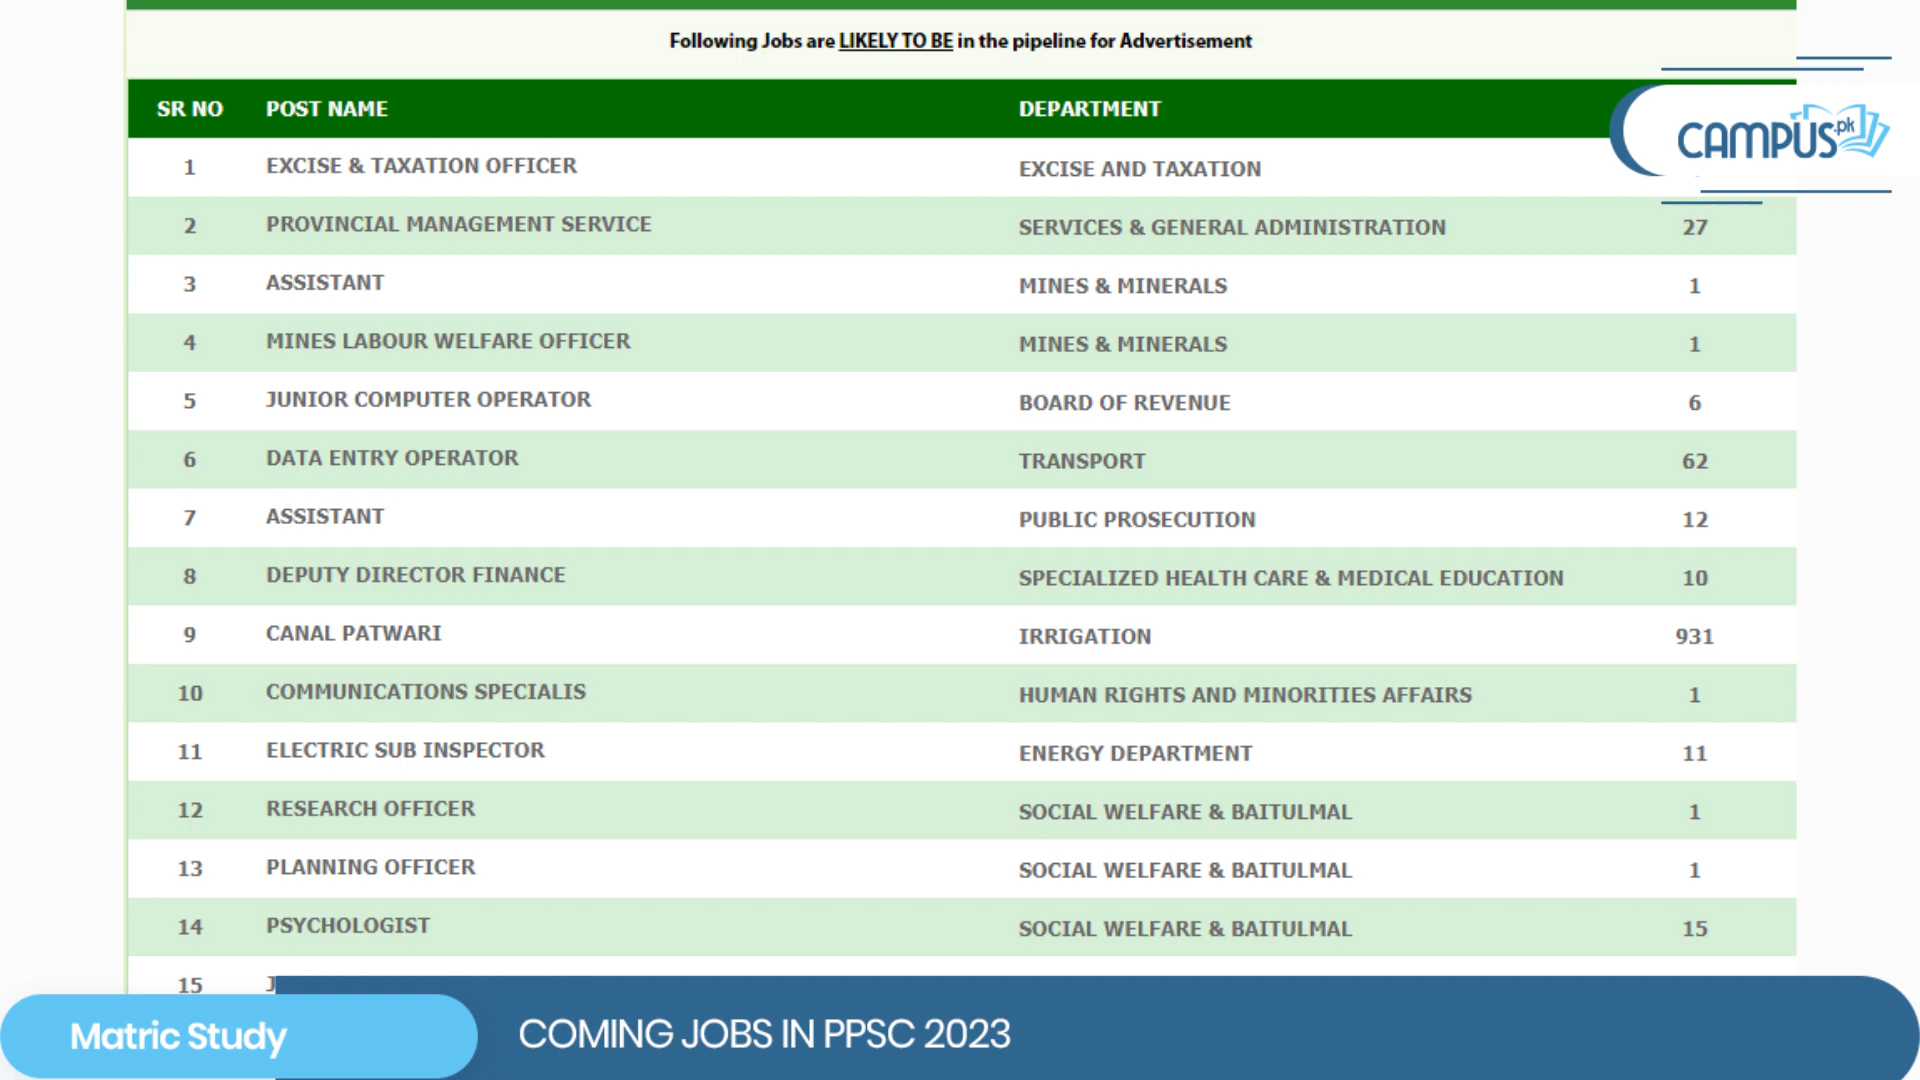 Following Jobs are LIKELY TO BE in the pipeline for Advertisement
SR NO POST NAME DEPARTMENT
CAMPUS.pk
1 EXCISE & TAXATION OFFICER EXCISE AND TAXATION
2 PROVINCIAL MANAGEMENT SERVICE SERVICES & GENERAL ADMINISTRATION 27
3 ASSISTANT MINES & MINERALS 1
4 MINES LABOUR WELFARE OFFICER MINES & MINERALS 1
5 JUNIOR COMPUTER OPERATOR BOARD OF REVENUE 6
6 DATA ENTRY OPERATOR TRANSPORT 62
7 ASSISTANT PUBLIC PROSECUTION 12
8 DEPUTY DIRECTOR FINANCE SPECIALIZED HEALTH CARE & MEDICAL EDUCATION 10
9 CANAL PATWARI IRRIGATION 931
10 COMMUNICATIONS SPECIALIS HUMAN RIGHTS AND MINORITIES AFFAIRS 1
11 ELECTRIC SUB INSPECTOR ENERGY DEPARTMENT 11
12 RESEARCH OFFICER SOCIAL WELFARE & BAITULMAL 1
13 PLANNING OFFICER SOCIAL WELFARE & BAITULMAL 1
14 PSYCHOLOGIST SOCIAL WELFARE & BAITULMAL 15
15 J
Matric Study
COMING JOBS IN PPSC 2023